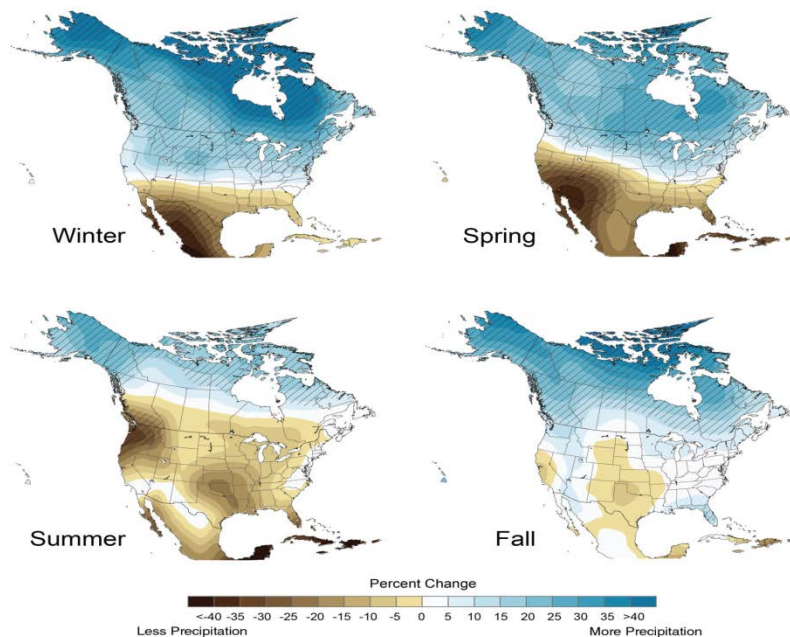 Winter
Spring
Summer
Fall
Percent Change
<-40 -35 -30 -25 -20 -15 -10 -5 0 5 10 15 20 25 30 35 >40
Less Precipitation
More Precipitation